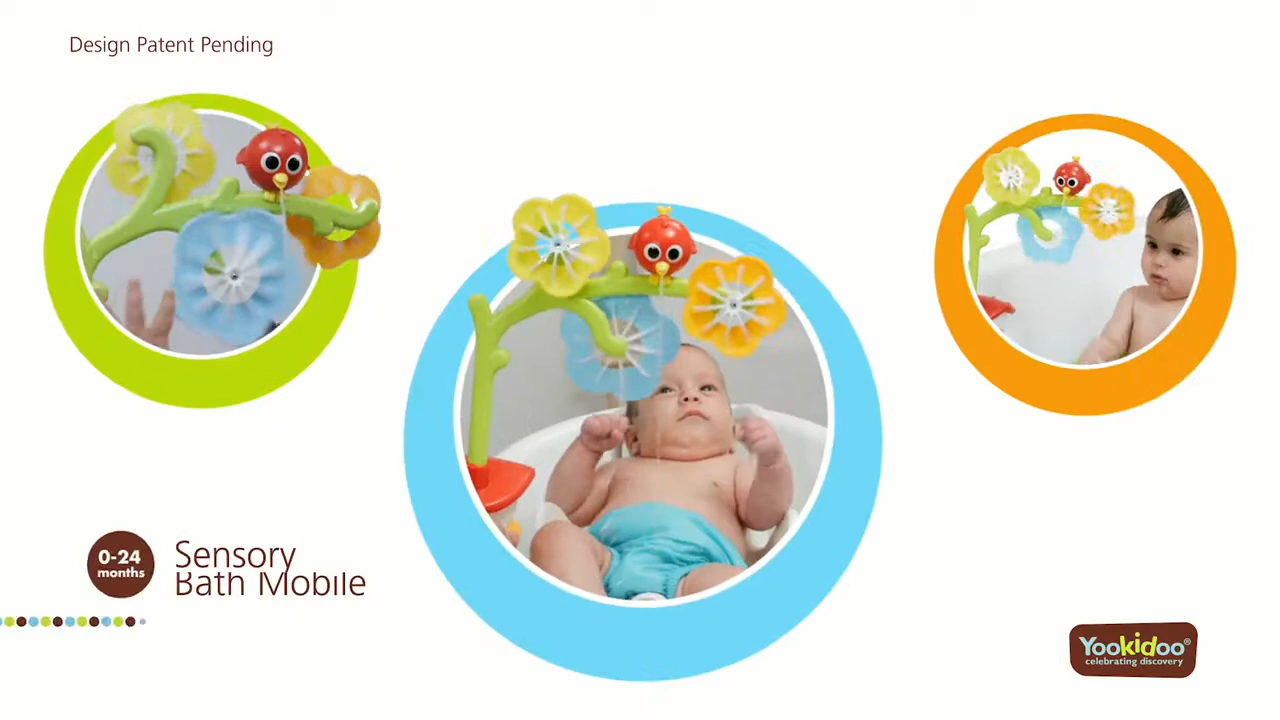 Design Patent Pending
0-24
months
Sensory
Bath Mobile
Yookidoo®
celebrating discovery